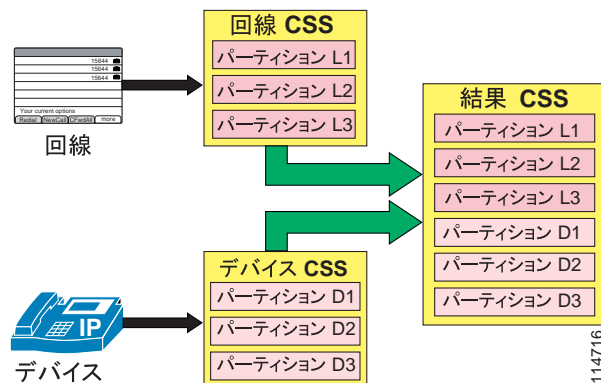 15644
15644
15644
Your current options
Redial NewCall CFwdAll more
回線
回線 CSS
パーティション L1
パーティション L2
パーティション L3
デバイス CSS
パーティション D1
パーティション D2
パーティション D3
IP
デバイス
結果 CSS
パーティション L1
パーティション L2
パーティション L3
パーティション D1
パーティション D2
パーティション D3
114716